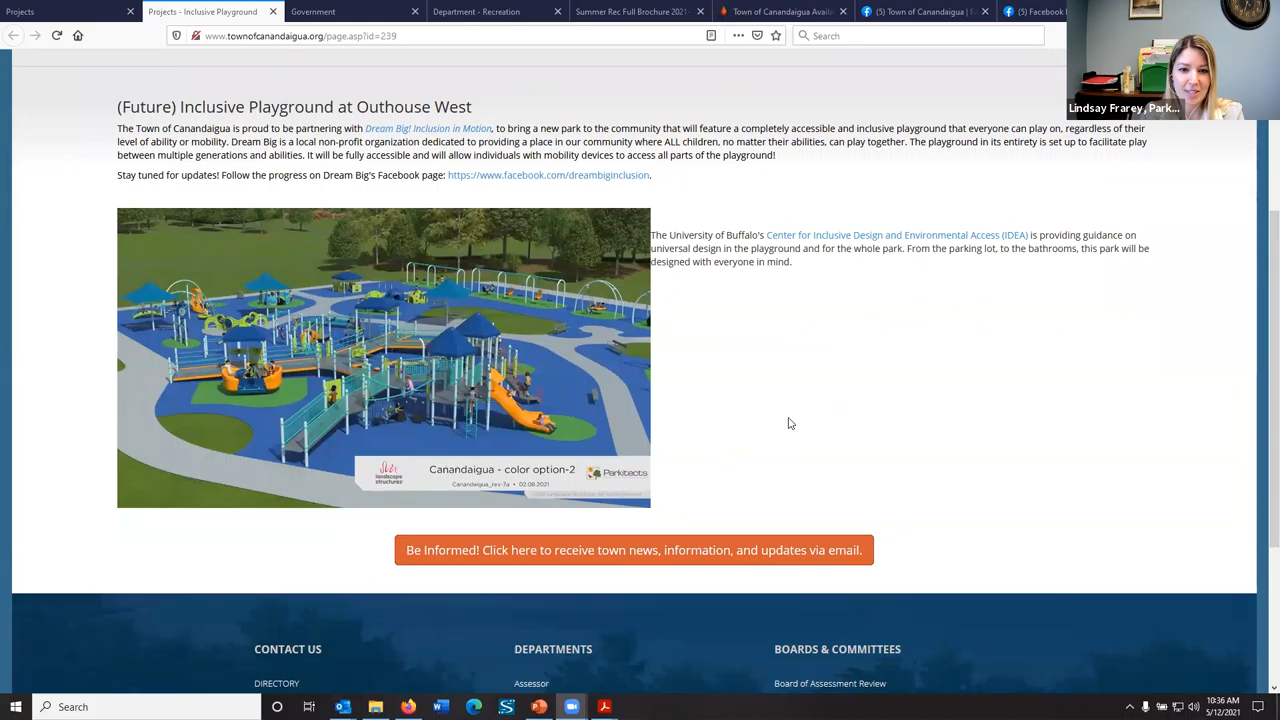 Projects
Projects - Inclusive Playground
Government
Department - Recreation
Summer Rec Full Brochure 2021-
Town of Canandaigua Availa
(5) Town of Canandaigua | Fa
(5) Facebook
www.townofcanandaigua.org/page.asp?id=239
Search
Lindsay Frarey, Park...
(Future) Inclusive Playground at Outhouse West
The Town of Canandaigua is proud to be partnering with Dream Big! Inclusion in Motion, to bring a new park to the community that will feature a completely accessible and inclusive playground that everyone can play on, regardless of their
level of ability or mobility. Dream Big is a local non-profit organization dedicated to providing a place in our community where ALL children, no matter their abilities, can play together. The playground in its entirety is set up to facilitate play
between multiple generations and abilities. It will be fully accessible and will allow individuals with mobility devices to access all parts of the playground!
Stay tuned for updates! Follow the progress on Dream Big's Facebook page: https://www.facebook.com/dreambiginclusion.
The University of Buffalo's Center for Inclusive Design and Environmental Access (IDEA) is providing guidance on
universal design in the playground and for the whole park. From the parking lot, to the bathrooms, this park will be
designed with everyone in mind.
landscape
structures
Canandaigua - color option-2
Canandaigua_rev-7a • 02.08.2021
Parkitects
Be Informed! Click here to receive town news, information, and updates via email.
CONTACT US
DEPARTMENTS
BOARDS & COMMITTEES
DIRECTORY
Assessor
Board of Assessment Review
Search
10:36 AM
5/12/2021